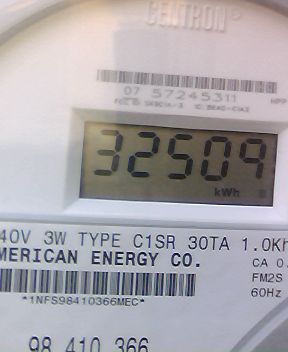 CENTRON®
07 57245311
HPP
32509
kWh
40V 3W TYPE C1SR 30TA 1.0Kh
MERICAN ENERGY CO.
CA 0.
FM2S
60Hz
*1NFS98410366MEC*
98 410 366